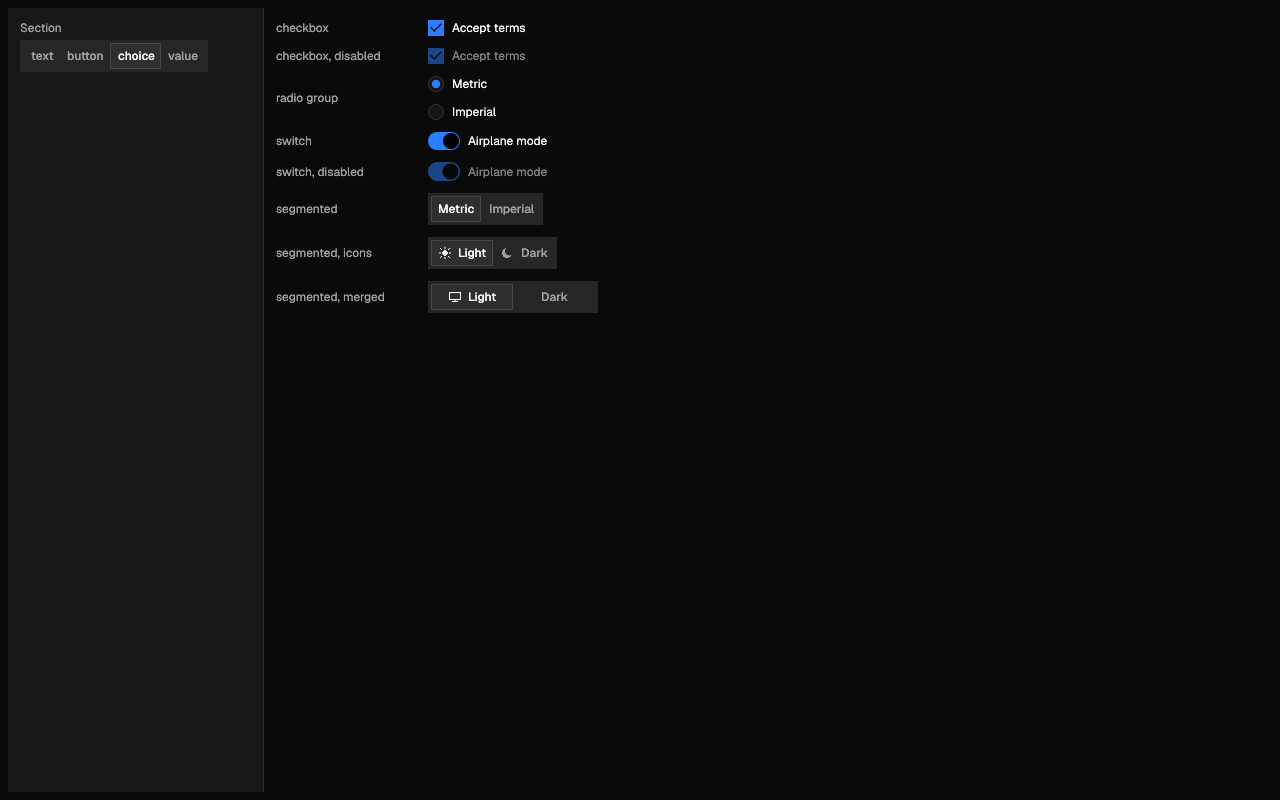 Section
text button choice value
checkbox Accept terms
checkbox, disabled Accept terms
radio group
Metric
Imperial
switch Airplane mode
switch, disabled Airplane mode
segmented Metric Imperial
segmented, icons Light Dark
segmented, merged Light Dark